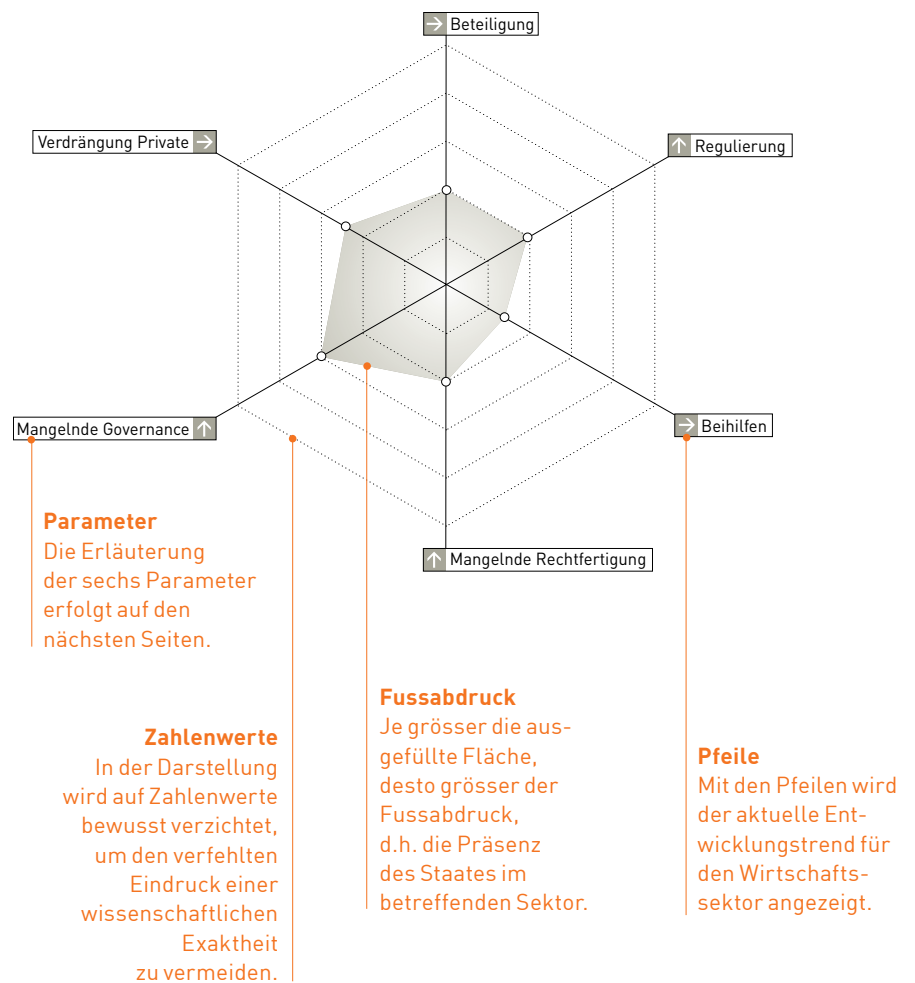 → Beteiligung
Verdrängung Private →
↑ Regulierung
Mangelnde Governance ↑
→ Beihilfen
↑ Mangelnde Rechtfertigung
Parameter
Die Erläuterung
der sechs Parameter
erfolgt auf den
nächsten Seiten.
Zahlenwerte
In der Darstellung
wird auf Zahlenwerte
bewusst verzichtet,
um den verfehlten
Eindruck einer
wissenschaftlichen
Exaktheit
zu vermeiden.
Fussabdruck
Je grösser die aus-
gefüllte Fläche,
desto grösser der
Fussabdruck,
d.h. die Präsenz
des Staates im
betreffenden Sektor.
Pfeile
Mit den Pfeilen wird
der aktuelle Ent-
wicklungstrend für
den Wirtschafts-
sektor angezeigt.